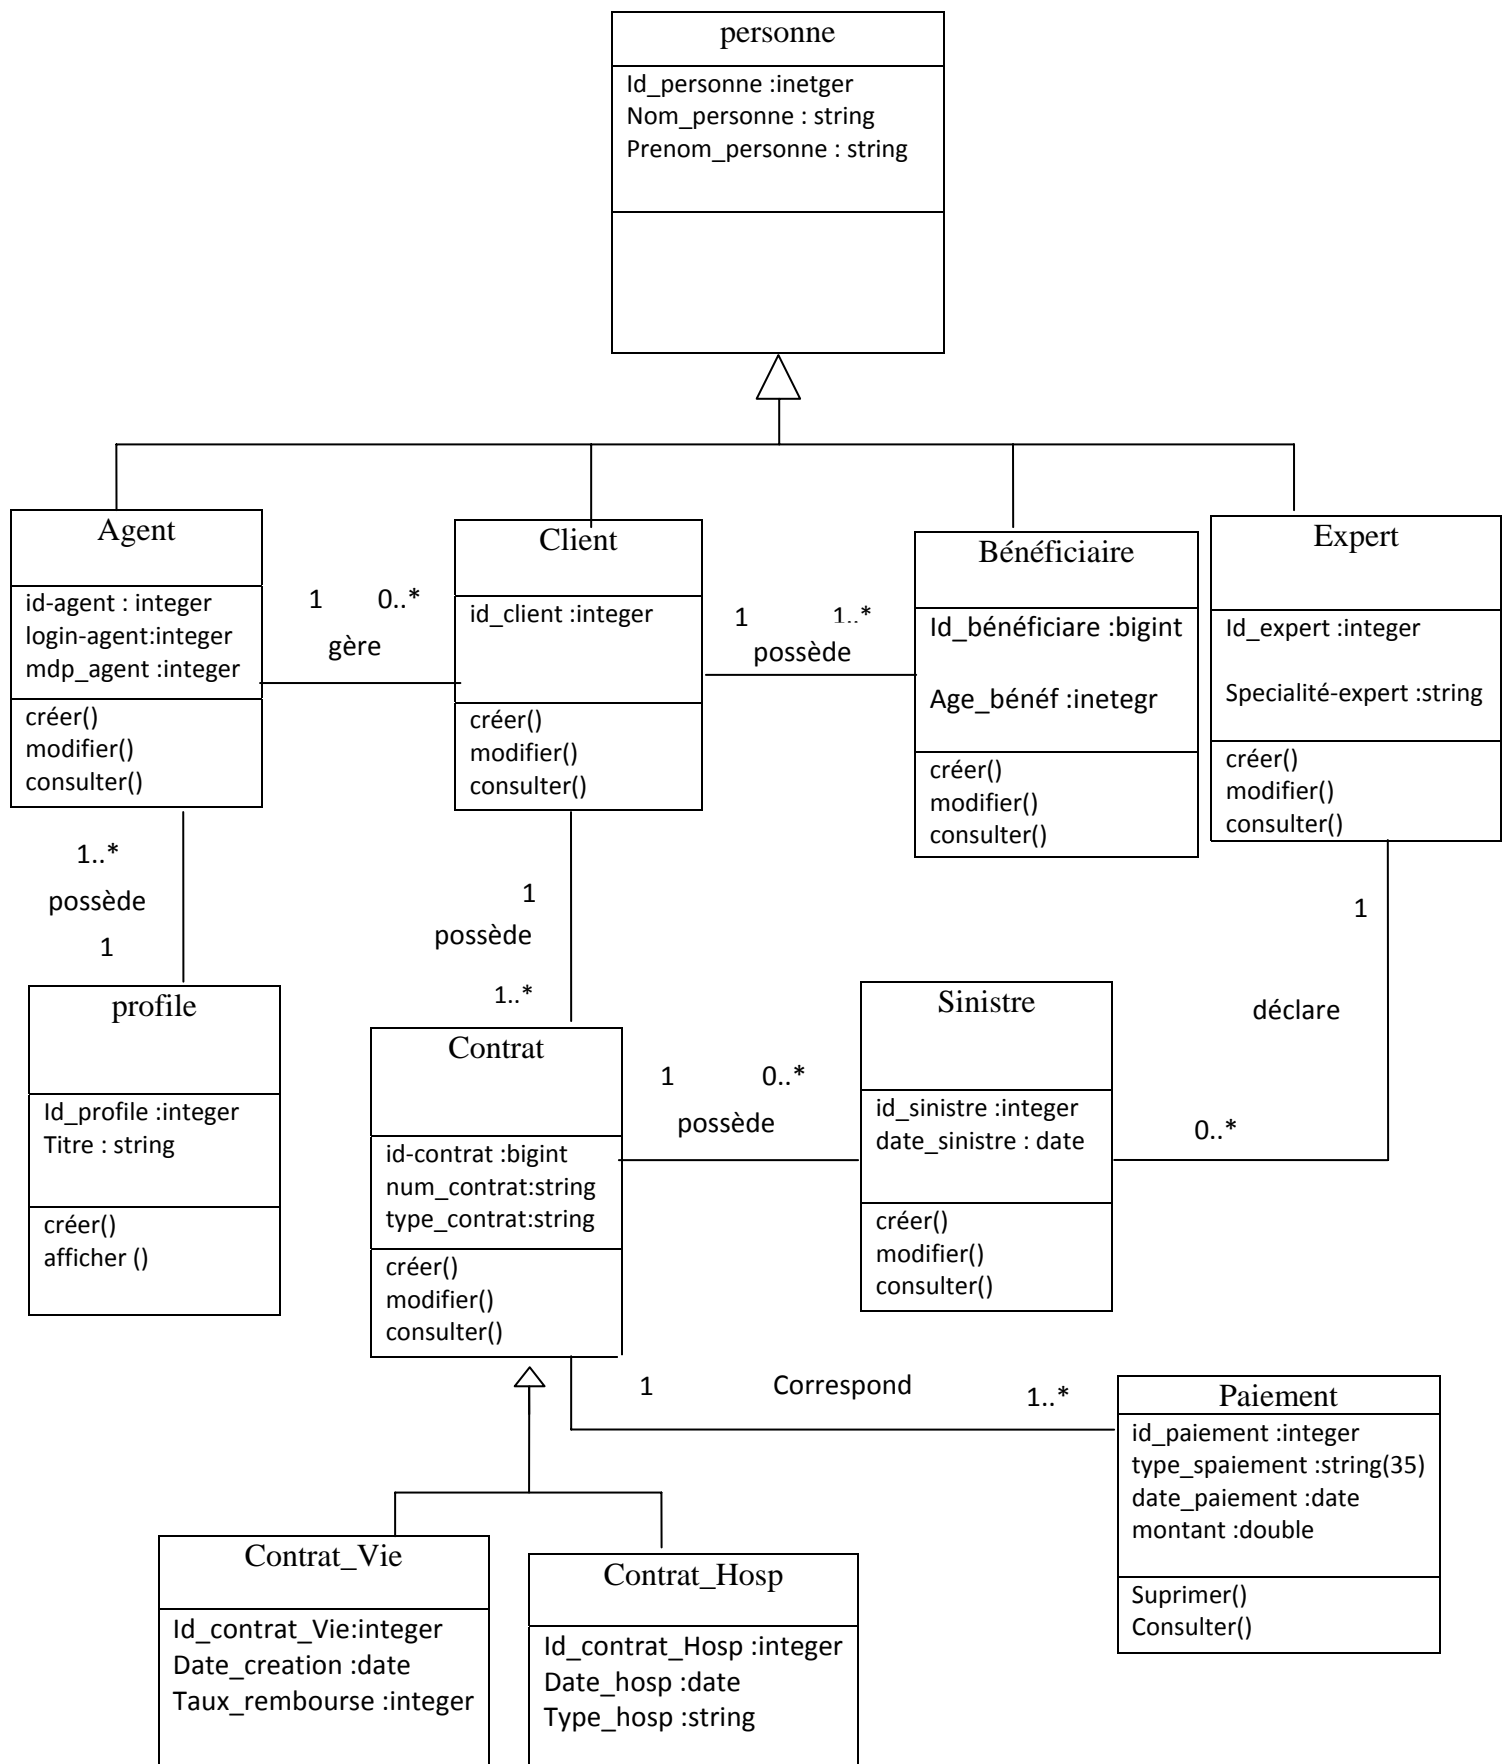 personne
Id_personne :inetger
Nom_personne : string
Prenom_personne : string
Agent
id-agent : integer
login-agent:integer
mdp_agent :integer
créer()
modifier()
consulter()
1 0..*
gère
Client
id_client :integer
créer()
modifier()
consulter()
1 1..*
possède
Bénéficiaire
Id_bénéficiare :bigint
Age_bénéf :inetegr
créer()
modifier()
consulter()
Expert
Id_expert :integer
Specialité-expert :string
créer()
modifier()
consulter()
1..*
possède
1
1
possède
1..*
1
déclare
0..*
profile
Id_profile :integer
Titre : string
créer()
afficher ()
Contrat
id-contrat :bigint
num_contrat:string
type_contrat:string
créer()
modifier()
consulter()
1 0..*
possède
Sinistre
id_sinistre :integer
date_sinistre : date
créer()
modifier()
consulter()
1 Correspond 1..*
Paiement
id_paiement :integer
type_spaiement :string(35)
date_paiement :date
montant :double
Suprimer()
Consulter()
Contrat_Vie
Id_contrat_Vie:integer
Date_creation :date
Taux_rembourse :integer
Contrat_Hosp
Id_contrat_Hosp :integer
Date_hosp :date
Type_hosp :string